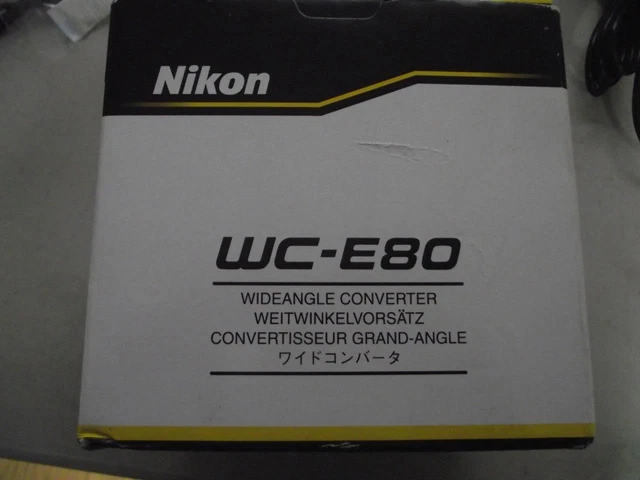 Nikon
WC-E80
WIDEANGLE CONVERTER
WEITWINKELVORSÄTZ
CONVERTISSEUR GRAND-ANGLE
ワイドコンバータ